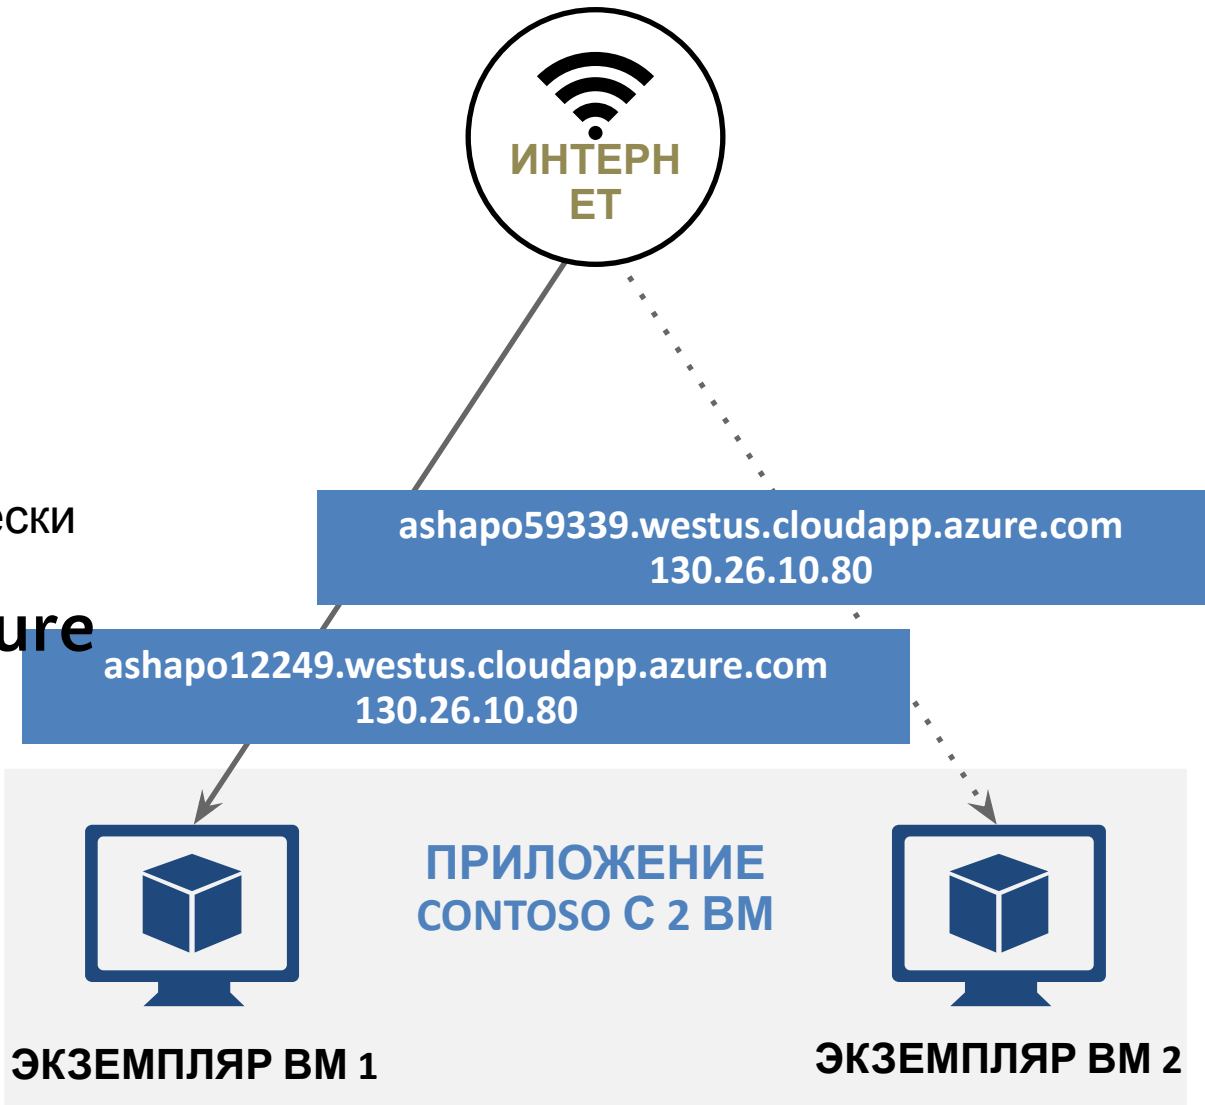 ИНТЕРН
ЕТ
ески
ashapo59339.westus.cloudapp.azure.com
130.26.10.80
ure
ashapo12249.westus.cloudapp.azure.com
130.26.10.80
ПРИЛОЖЕНИЕ
CONTOSO С 2 ВМ
ЭКЗЕМПЛЯР ВМ 1
ЭКЗЕМПЛЯР ВМ 2